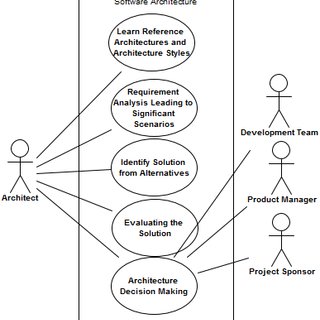 Software Architecture
Learn Reference
Architectures and
Architecture Styles
Requirement
Analysis Leading to
Significant
Scenarios
Identify Solution
from Alternatives
Evaluating the
Solution
Architecture
Decision Making
Architect
Development Team
Product Manager
Project Sponsor